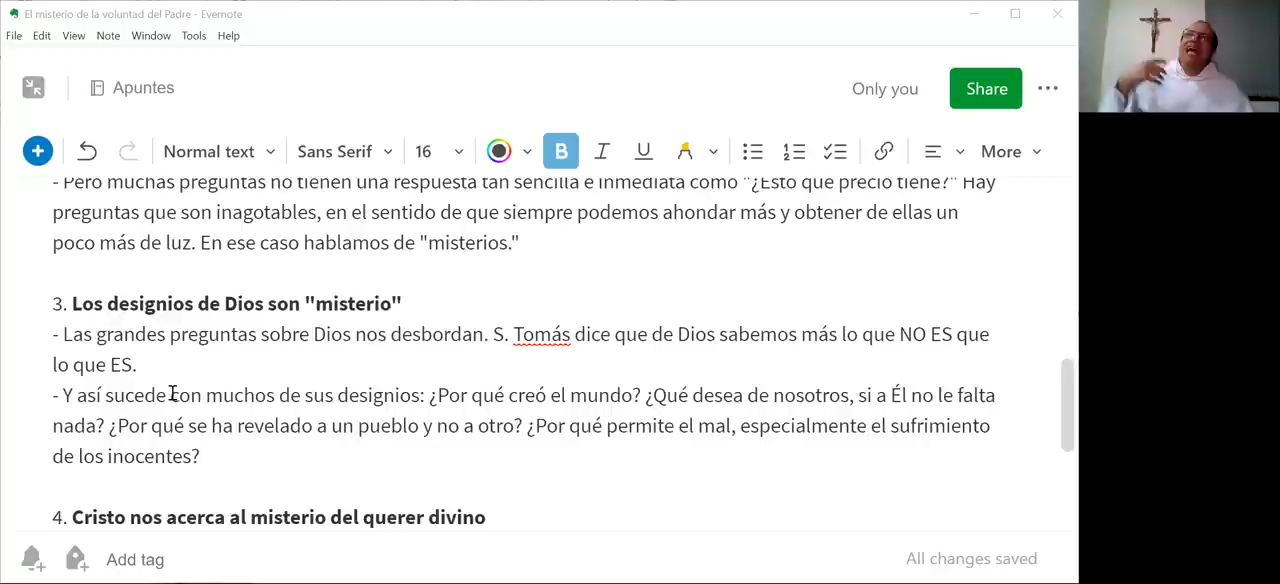 El misterio de la voluntad del Padre - Evernote
File Edit View Note Window Tools Help
Apuntes
Only you
Share
Normal text
Sans Serif
16
B I U
More
- Pero muchas preguntas no tienen una respuesta tan sencilla e inmediata como "¿Esto qué precio tiene?" Hay
preguntas que son inagotables, en el sentido de que siempre podemos ahondar más y obtener de ellas un
poco más de luz. En ese caso hablamos de "misterios."
3. Los designios de Dios son "misterio"
- Las grandes preguntas sobre Dios nos desbordan. S. Tomás dice que de Dios sabemos más lo que NO ES que
lo que ES.
- Y así sucede con muchos de sus designios: ¿Por qué creó el mundo? ¿Qué desea de nosotros, si a Él no le falta
nada? ¿Por qué se ha revelado a un pueblo y no a otro? ¿Por qué permite el mal, especialmente el sufrimiento
de los inocentes?
4. Cristo nos acerca al misterio del querer divino
Add tag
All changes saved